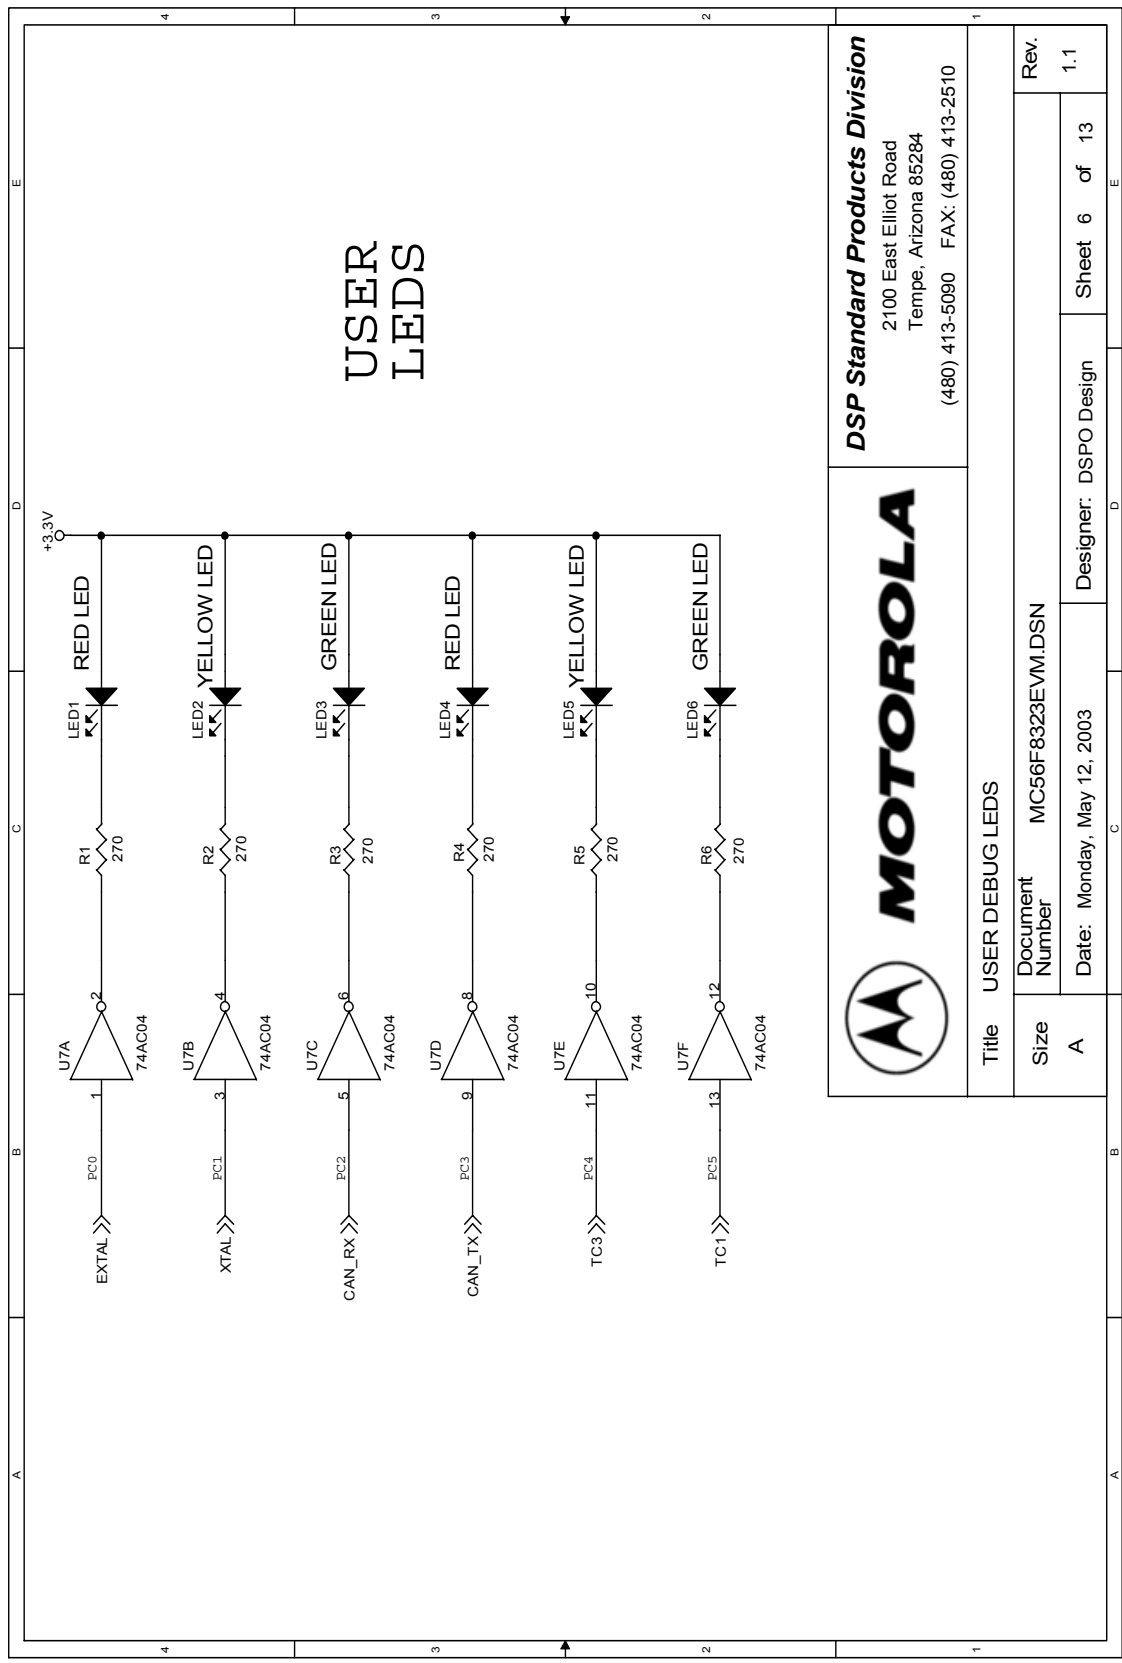 A
B
C
D
E
4
4
EXTAL
PC0
1
U7A
2
74AC04
R1
270
LED1
RED LED
+3.3V
XTAL
PC1
3
U7B
4
74AC04
R2
270
LED2
YELLOW LED
CAN_RX
PC2
5
U7C
6
74AC04
R3
270
LED3
GREEN LED
USER
LEDS
3
3
CAN_TX
PC3
9
U7D
8
74AC04
R4
270
LED4
RED LED
TC3
PC4
11
U7E
10
74AC04
R5
270
LED5
YELLOW LED
2
2
TC1
PC5
13
U7F
12
74AC04
R6
270
LED6
GREEN LED
MOTOROLA
DSP Standard Products Division
2100 East Elliot Road
Tempe, Arizona 85284
(480) 413-5090 FAX: (480) 413-2510
1
1
Title USER DEBUG LEDS
Size
A
Document
Number
MC56F8323EVM.DSN
Rev.
1.1
Date: Monday, May 12, 2003
Designer: DSPO Design
Sheet 6 of 13
A
B
C
D
E